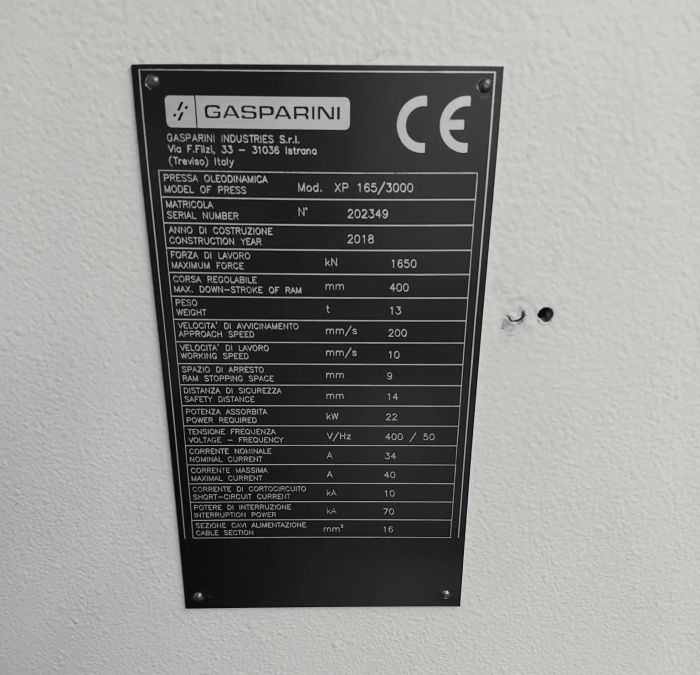 GASPARINI
CE
GASPARINI INDUSTRIES S.r.l.
Via F.Filzi, 33 - 31036 Istrana
(Treviso) Italy
PRESSA OLEODINAMICA
MODEL OF PRESS Mod. XP 165/3000
MATRICOLA
SERIAL NUMBER N° 202349
ANNO DI COSTRUZIONE
CONSTRUCTION YEAR 2018
FORZA DI LAVORO
MAXIMUM FORCE kN 1650
CORSA REGOLABILE
MAX. DOWN-STROKE OF RAM mm 400
PESO
WEIGHT t 13
VELOCITA' DI AVVICINAMENTO
APPROACH SPEED mm/s 200
VELOCITA' DI LAVORO
WORKING SPEED mm/s 10
SPAZIO DI ARRESTO
RAM STOPPING SPACE mm 9
DISTANZA DI SICUREZZA
SAFETY DISTANCE mm 14
POTENZA ASSORBITA
POWER REQUIRED kW 22
TENSIONE FREQUENZA
VOLTAGE - FREQUENCY V/Hz 400 / 50
CORRENTE NOMINALE
NOMINAL CURRENT A 34
CORRENTE MASSIMA
MAXIMAL CURRENT A 40
CORRENTE DI CORTOCIRCUITO
SHORT-CIRCUIT CURRENT kA 10
POTERE DI INTERRUZIONE
INTERRUPTION POWER kA 70
SEZIONE CAVI ALIMENTAZIONE
CABLE SECTION mm² 16